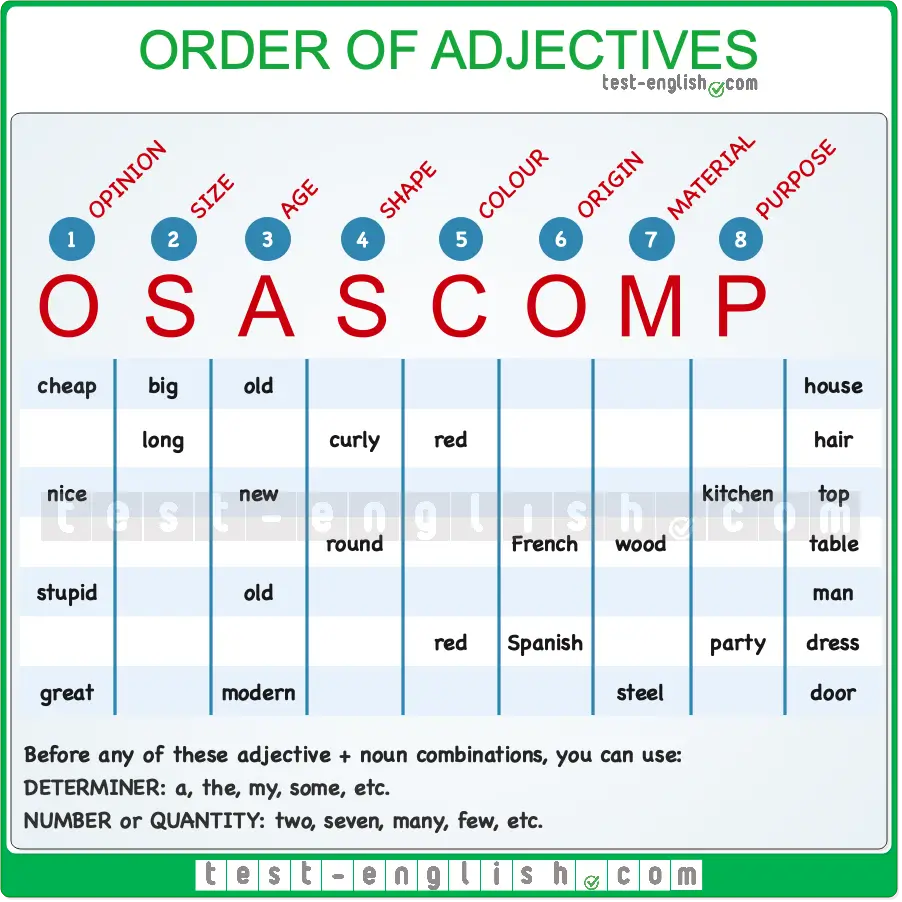 ORDER OF ADJECTIVES
test-english.com
OPINION SIZE AGE SHAPE COLOUR ORIGIN MATERIAL PURPOSE
1 2 3 4 5 6 7 8
O S A S C O M P
cheap big old house
long curly red hair
nice new kitchen top
test-english.com
round French wood table
stupid old man
red Spanish party dress
great modern steel door
Before any of these adjective + noun combinations, you can use:
DETERMINER: a, the, my, some, etc.
NUMBER or QUANTITY: two, seven, many, few, etc.
test-english.com